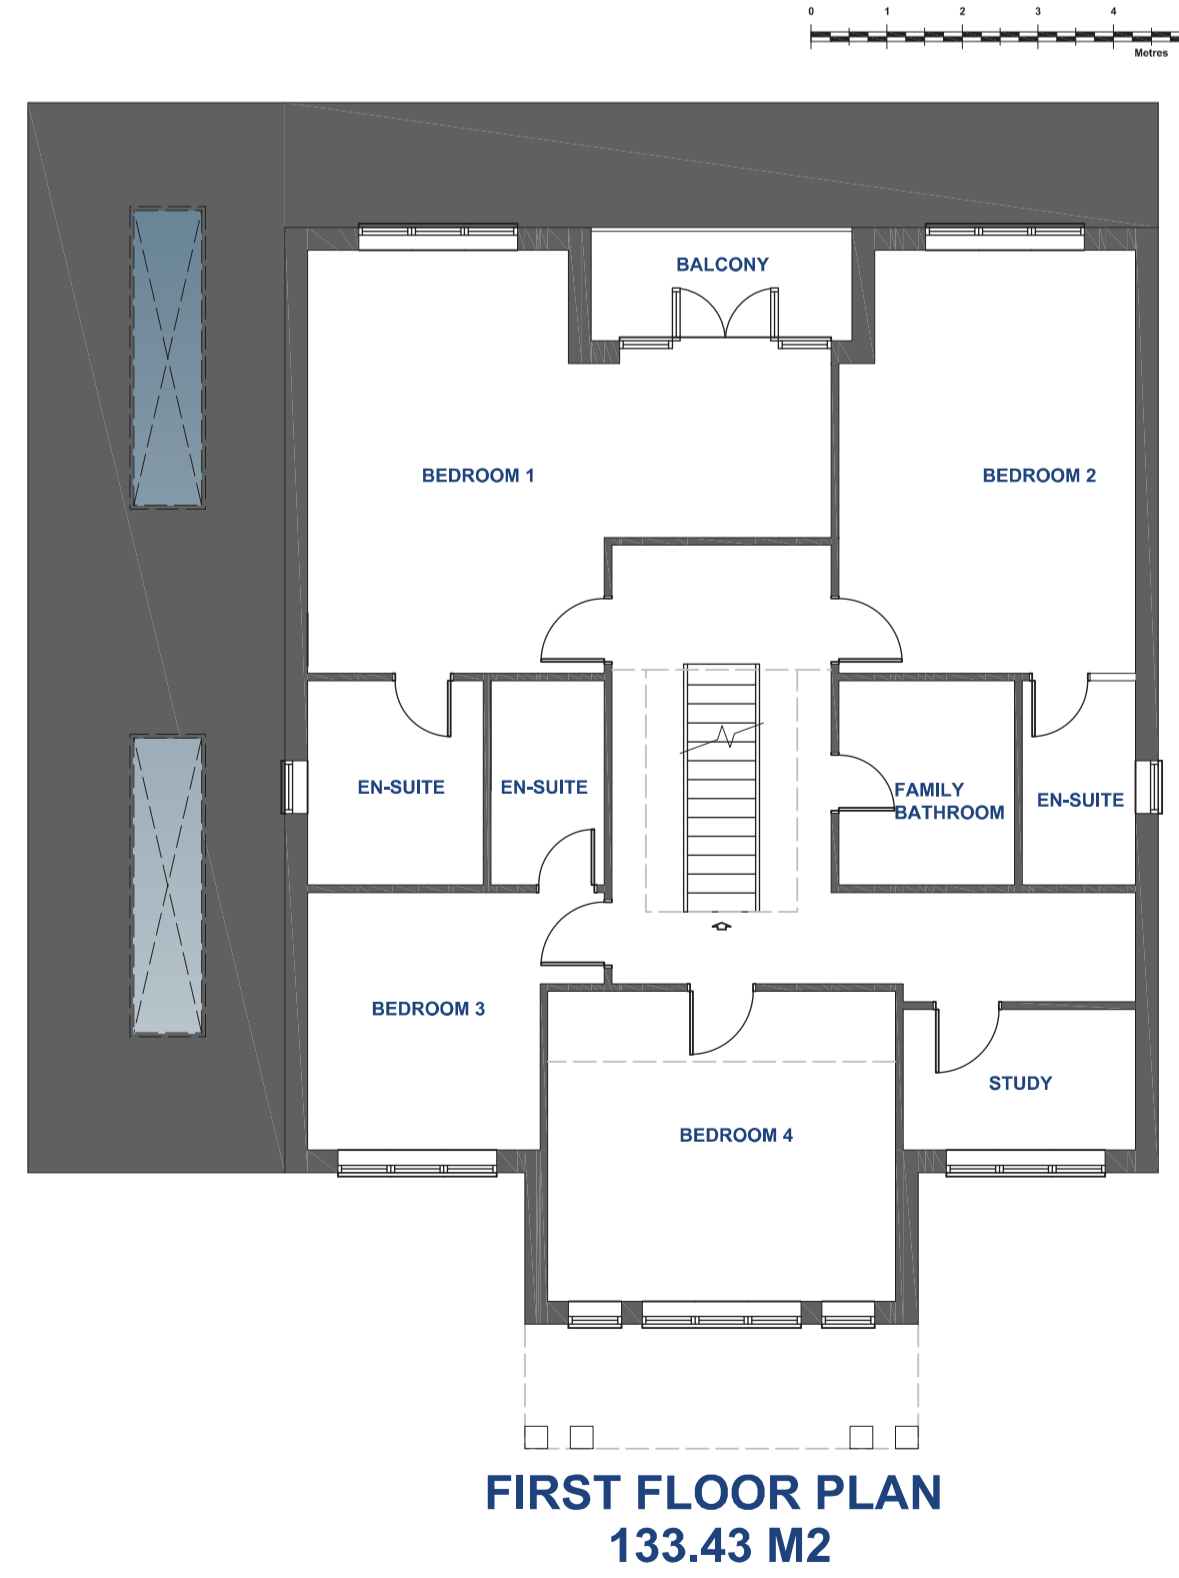 0 1 2 3 4
Metres
BALCONY
BEDROOM 1
BEDROOM 2
EN-SUITE
EN-SUITE
FAMILY
BATHROOM
EN-SUITE
BEDROOM 3
STUDY
BEDROOM 4
FIRST FLOOR PLAN
133.43 M2